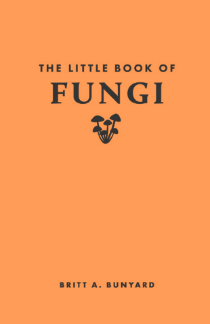 THE LITTLE BOOK OF
FUNGI
BRITT A. BUNYARD